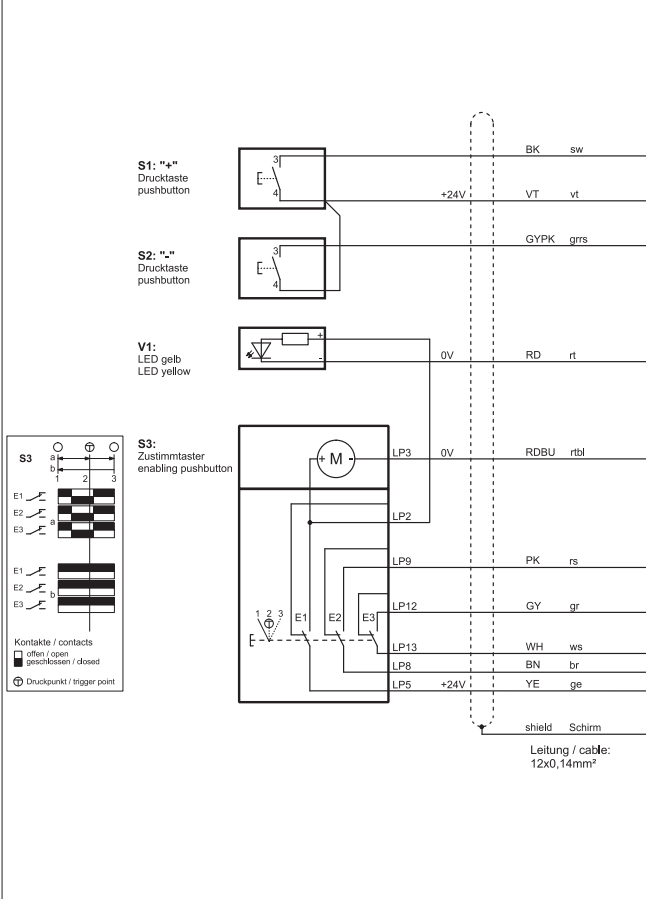 BK sw
S1: "+"
Drucktaste
pushbutton
3
4
+24V VT vt
GYPK grrs
S2: "-"
Drucktaste
pushbutton
3
4
V1:
LED gelb
LED yellow
+
-
0V RD rt
S3:
Zustimmtaster
enabling pushbutton
+ M -
LP3 0V RDBU rtbl
LP2
LP9 PK rs
LP12 GY gr
1 2 3
E1 E2 E3
LP13 WH ws
LP8 BN br
LP5 +24V YE ge
shield Schirm
Leitung / cable:
12x0,14mm²
S3
a
b
1 2 3
E1
E2
E3
a
E1
E2
E3
b
Kontakte / contacts
offen / open
geschlossen / closed
T Druckpunkt / trigger point